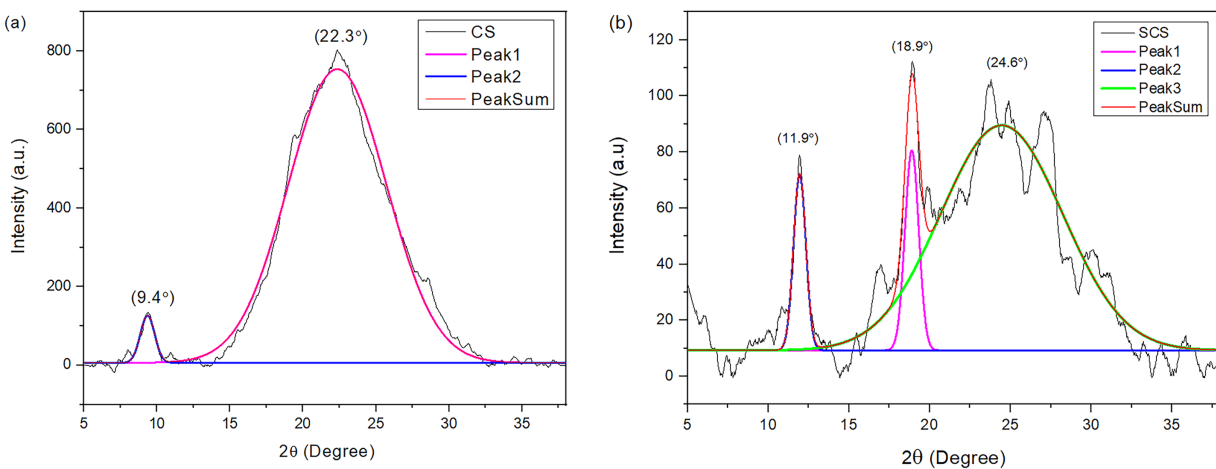 (a)
CS
Peak1
Peak2
PeakSum
(22.3°)
(9.4°)
800
600
400
200
0
Intensity (a.u.)
5 10 15 20 25 30 35
2θ (Degree)
(b)
SCS
Peak1
Peak2
Peak3
PeakSum
(18.9°)
(24.6°)
(11.9°)
120
100
80
60
40
20
0
Intensity (a.u)
5 10 15 20 25 30 35
2θ (Degree)